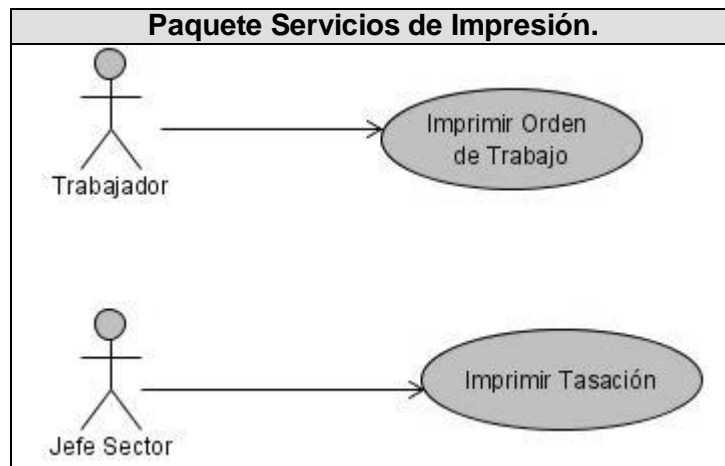 Paquete Servicios de Impresión.
Imprimir Orden
de Trabajo
Trabajador
Imprimir Tasación
Jefe Sector